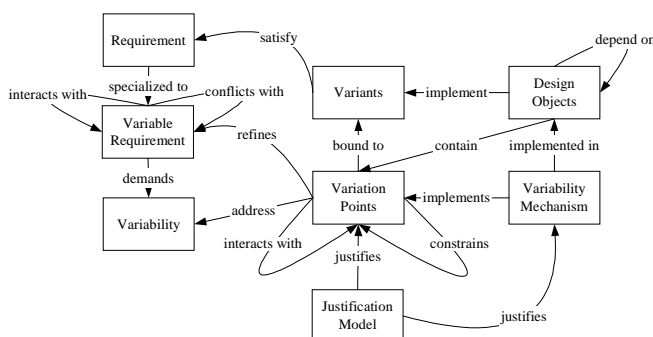 Requirement
satisfy
depend on
specialized to
interacts with
conflicts with
Variants
implement
Design
Objects
Variable
Requirement
refines
bound to
contain
implemented in
demands
Variation
Points
implements
Variability
Mechanism
Variability
address
interacts with
constrains
justifies
Justification
Model
justifies